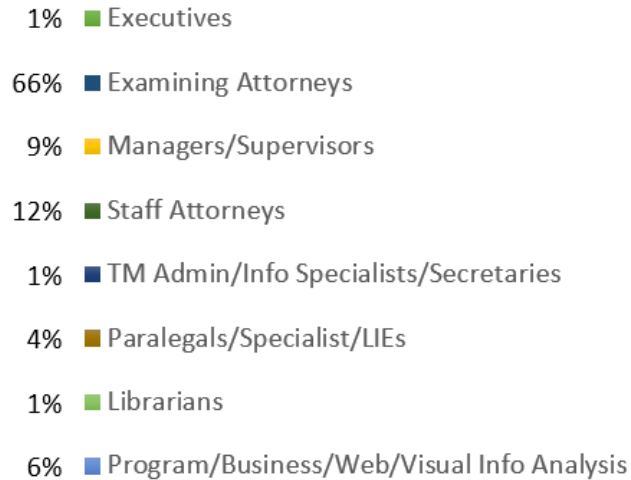 1% Executives
66% Examining Attorneys
9% Managers/Supervisors
12% Staff Attorneys
1% TM Admin/Info Specialists/Secretaries
4% Paralegals/Specialist/LIEs
1% Librarians
6% Program/Business/Web/Visual Info Analysis